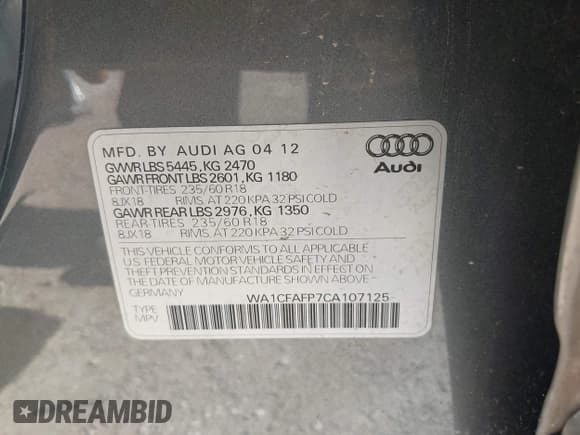 MFD. BY AUDI AG 04 12
GVWR LBS 5445, KG 2470
GAWR FRONT LBS 2601, KG 1180
FRONT-TIRES 235/60 R18
8JX18 RIMS, AT 220 KPA 32 PSI COLD
GAWR REAR LBS 2976, KG 1350
REAR-TIRES 235/60 R18
8JX18 RIMS, AT 220 KPA 32 PSI COLD
THIS VEHICLE CONFORMS TO ALL APPLICABLE
U.S. FEDERAL MOTOR VEHICLE SAFETY AND
THEFT PREVENTION STANDARDS IN EFFECT ON
THE DATE OF MANUFACTURE SHOWN ABOVE.-
GERMANY
WA1CFAFP7CA107125
TYPE
MPV
Audi
DREAMBID